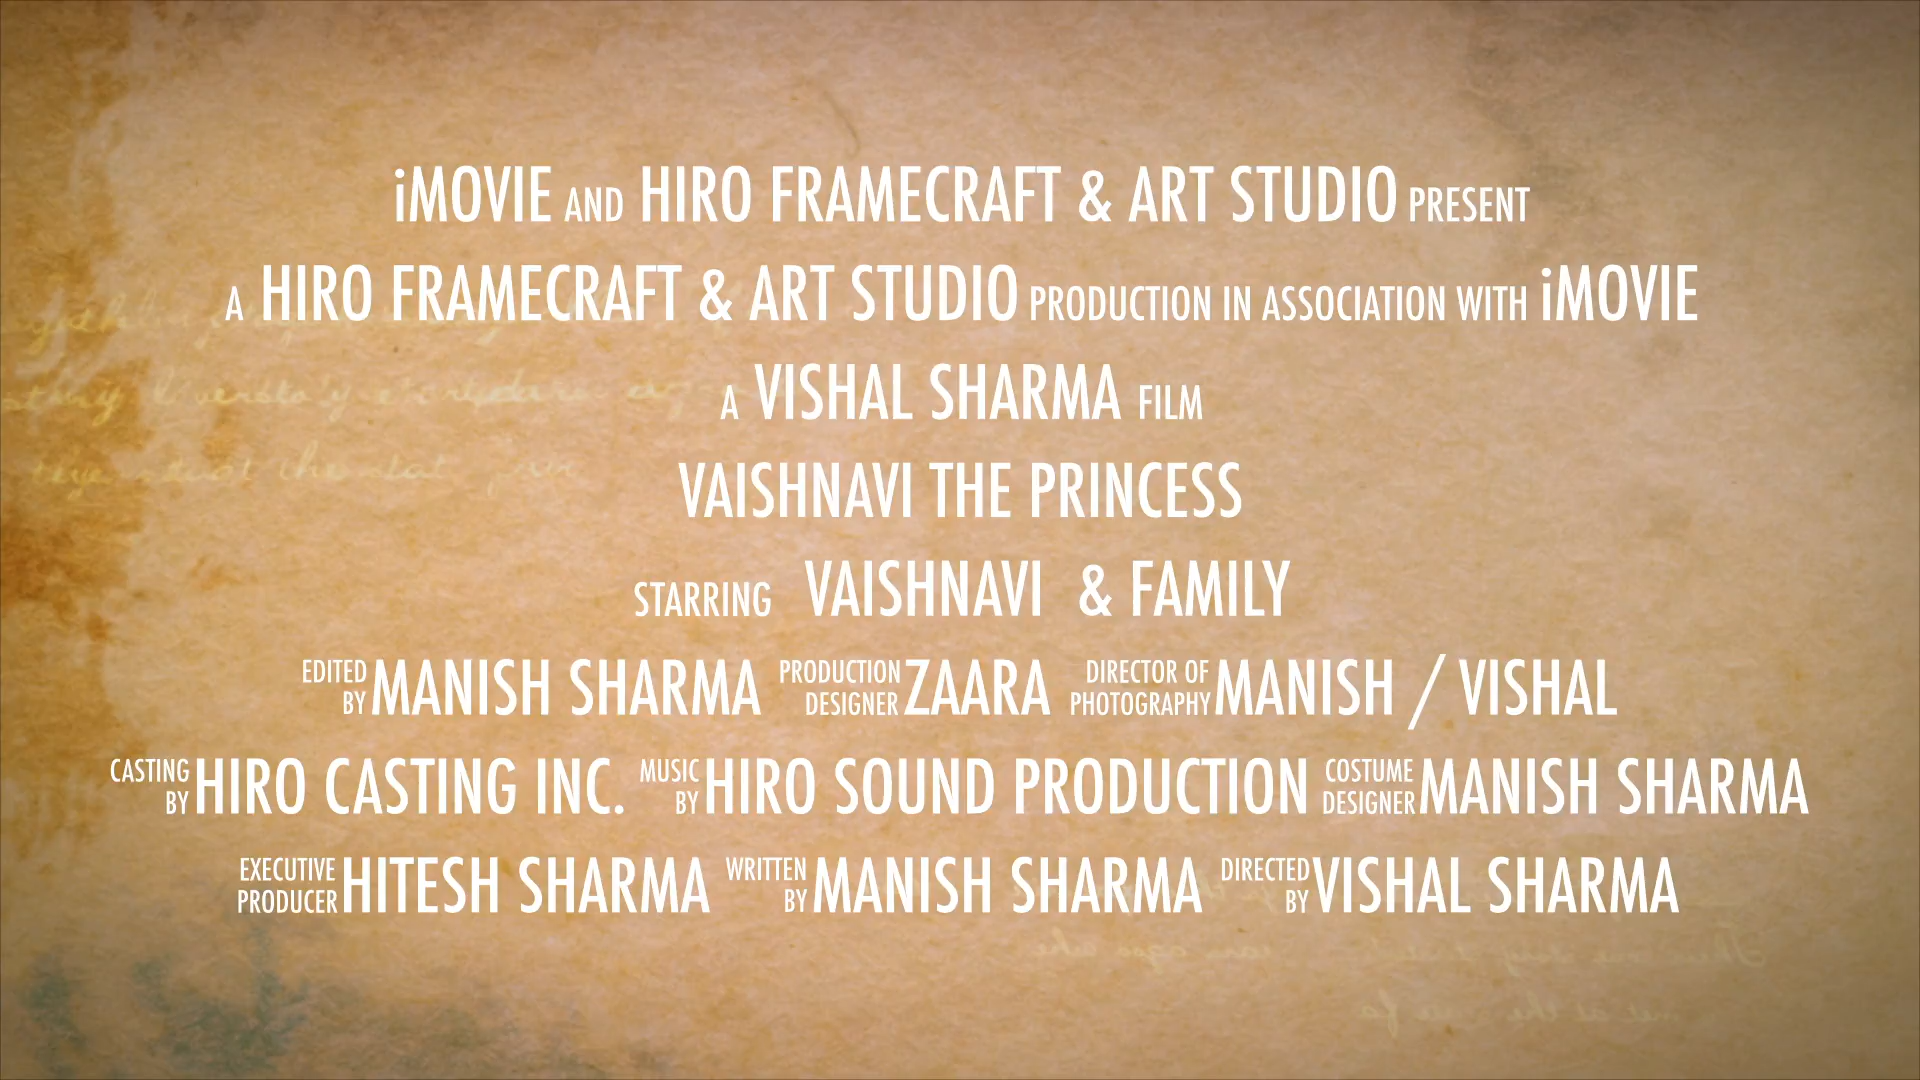 iMOVIE AND HIRO FRAMECRAFT & ART STUDIO PRESENT
A HIRO FRAMECRAFT & ART STUDIO PRODUCTION IN ASSOCIATION WITH iMOVIE
A VISHAL SHARMA FILM
VAISHNAVI THE PRINCESS
STARRING VAISHNAVI & FAMILY
EDITED BY MANISH SHARMA PRODUCTION DESIGNER ZAARA DIRECTOR OF PHOTOGRAPHY MANISH / VISHAL
CASTING BY HIRO CASTING INC. MUSIC BY HIRO SOUND PRODUCTION COSTUME DESIGNER MANISH SHARMA
EXECUTIVE PRODUCER HITESH SHARMA WRITTEN BY MANISH SHARMA DIRECTED BY VISHAL SHARMA